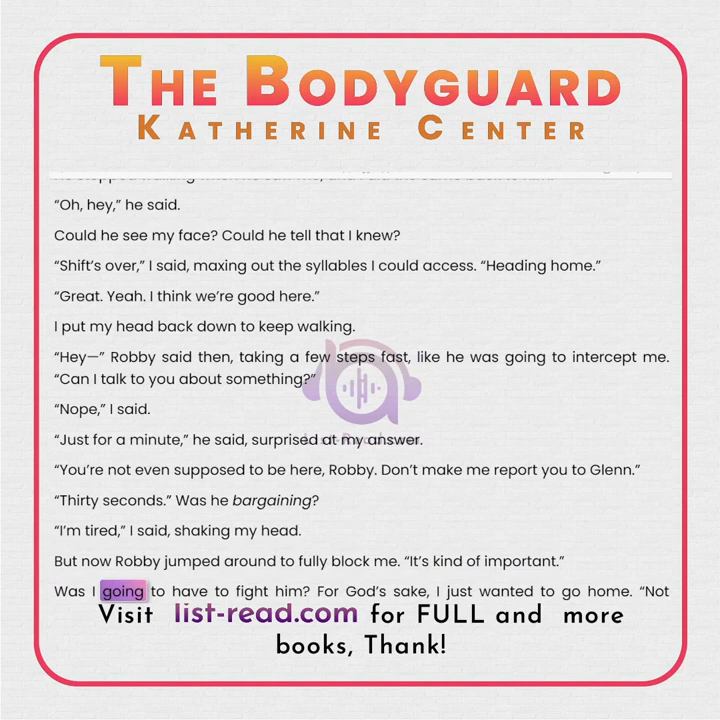 THE BODYGUARD
KATHERINE CENTER
“Oh, hey,” he said.
Could he see my face? Could he tell that I knew?
“Shift’s over,” I said, maxing out the syllables I could access. “Heading home.”
“Great. Yeah. I think we’re good here.”
I put my head back down to keep walking.
“Hey—” Robby said then, taking a few steps fast, like he was going to intercept me.
“Can I talk to you about something?”
“Nope,” I said.
“Just for a minute,” he said, surprised at my answer.
“You’re not even supposed to be here, Robby. Don’t make me report you to Glenn.”
“Thirty seconds.” Was he bargaining?
“I’m tired,” I said, shaking my head.
But now Robby jumped around to fully block me. “It’s kind of important.”
Was I going to have to fight him? For God’s sake, I just wanted to go home. “Not
Visit list-read.com for FULL and more
books, Thank!